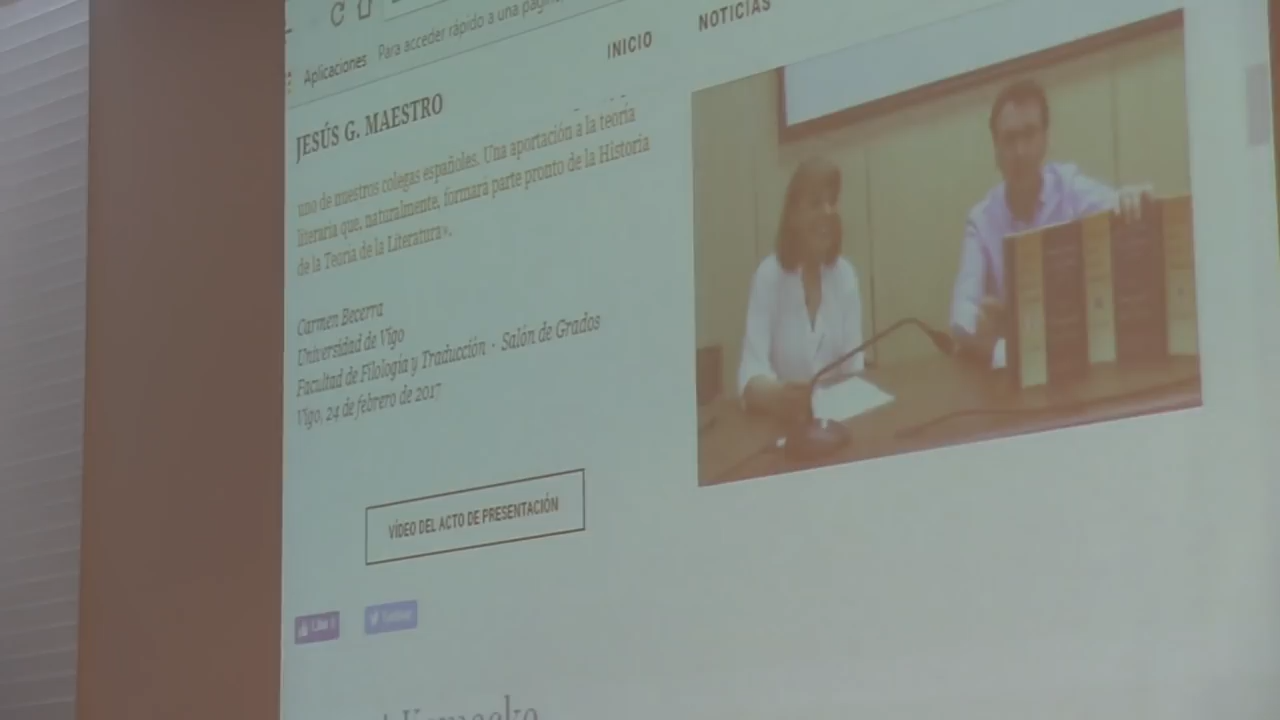 Aplicaciones Para acceder rápido a una página,
INICIO
NOTICIAS
JESÚS G. MAESTRO
uno de nuestros colegas españoles. Una aportación a la teoría
literaria que, naturalmente, formará parte pronto de la Historia
de la Teoría de la Literatura».
Carmen Becerra
Universidad de Vigo
Facultad de Filología y Traducción · Salón de Grados
Vigo, 24 de febrero de 2017
VÍDEO DEL ACTO DE PRESENTACIÓN
Like